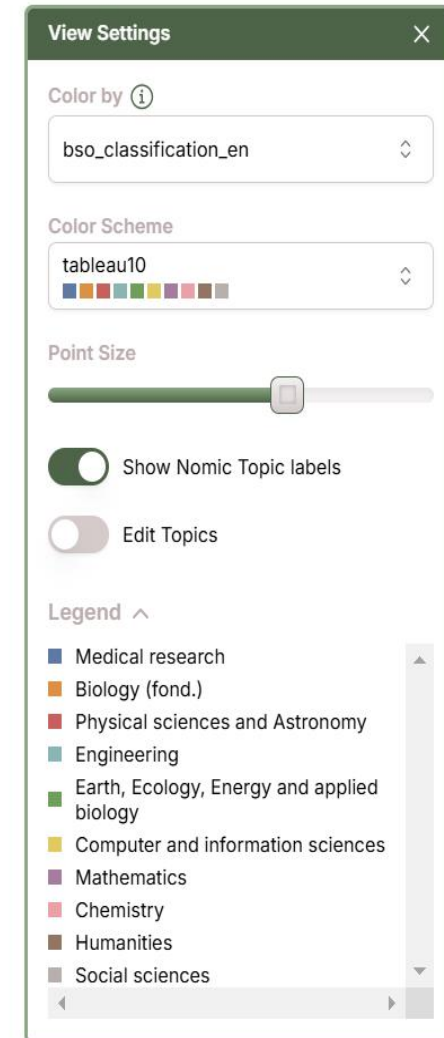 View Settings
Color by
bso_classification_en
Color Scheme
tableau10
Point Size
Show Nomic Topic labels
Edit Topics
Legend
Medical research
Biology (fond.)
Physical sciences and Astronomy
Engineering
Earth, Ecology, Energy and applied
biology
Computer and information sciences
Mathematics
Chemistry
Humanities
Social sciences